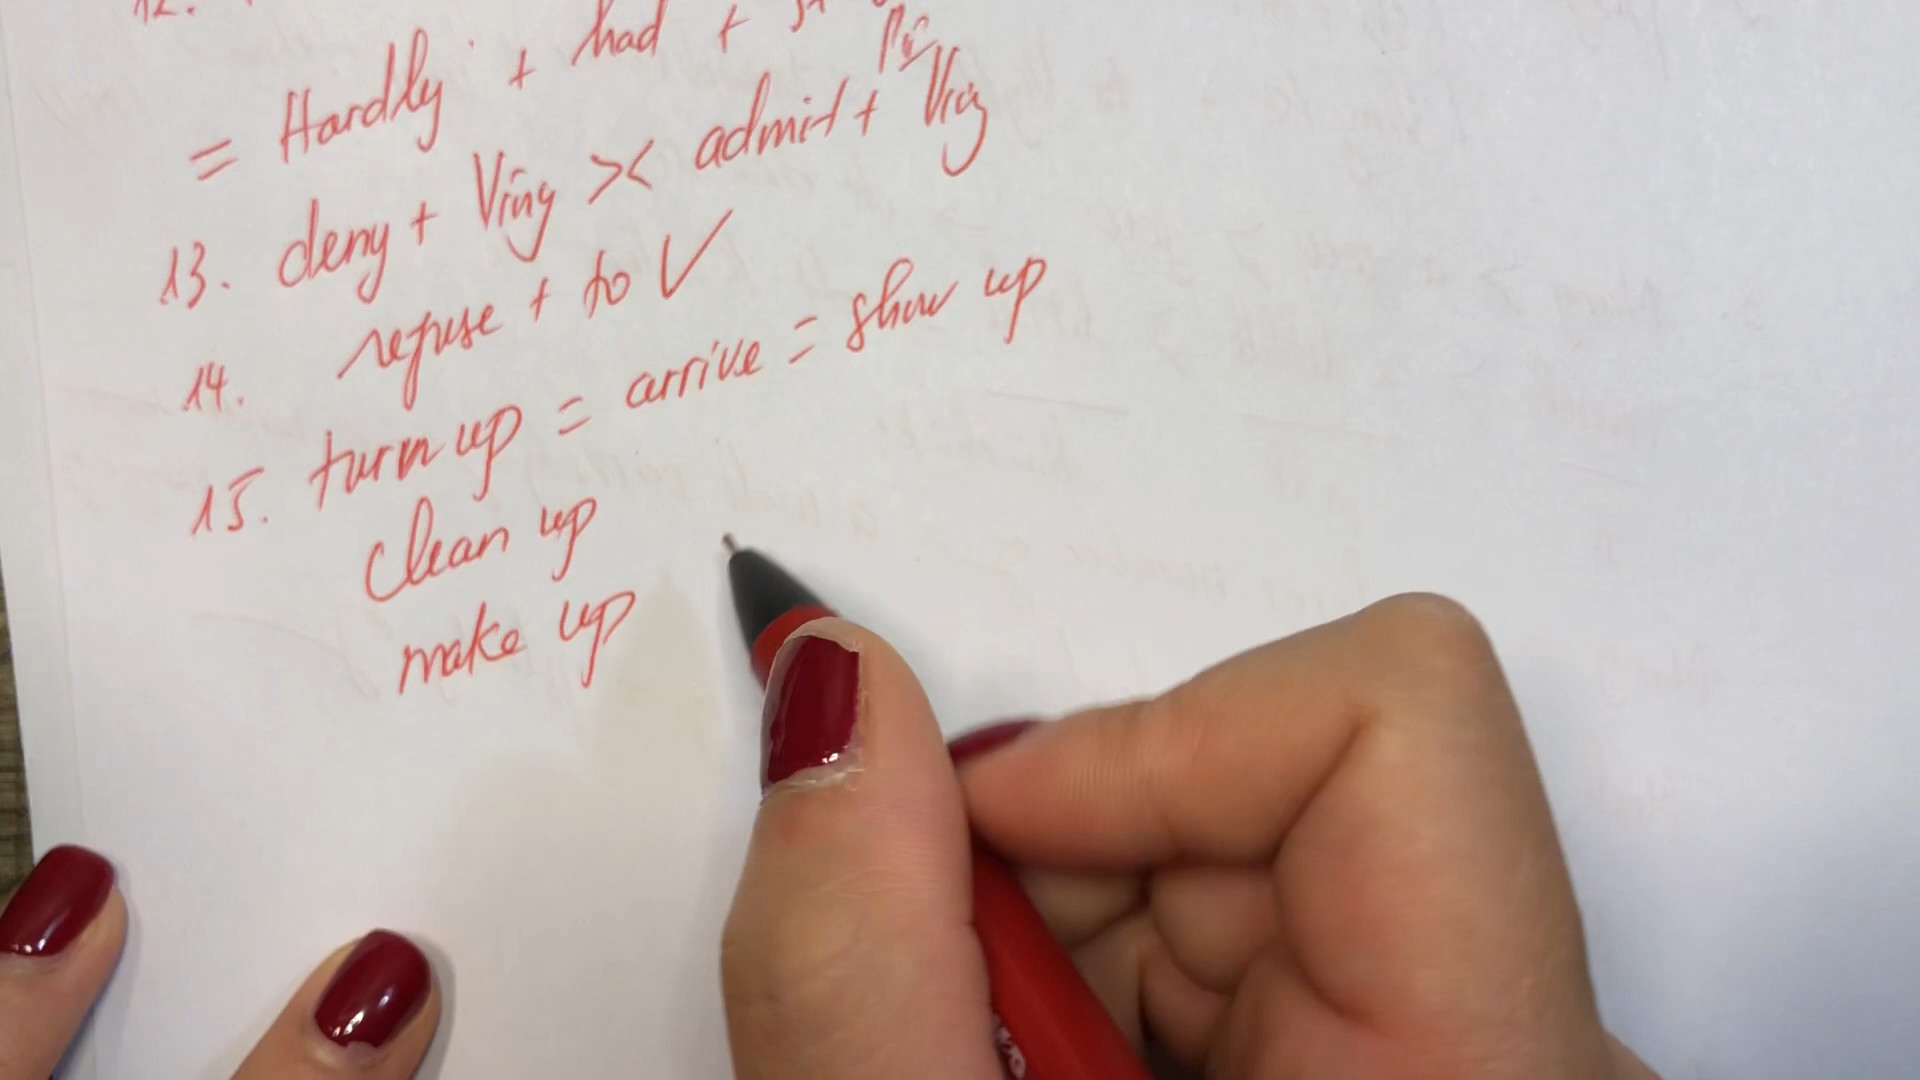 12.
= Hardly + had +
PII
13. deny + Ving >< admit + Ving
14. refuse + to V
15. turn up = arrive = show up
clean up
make up